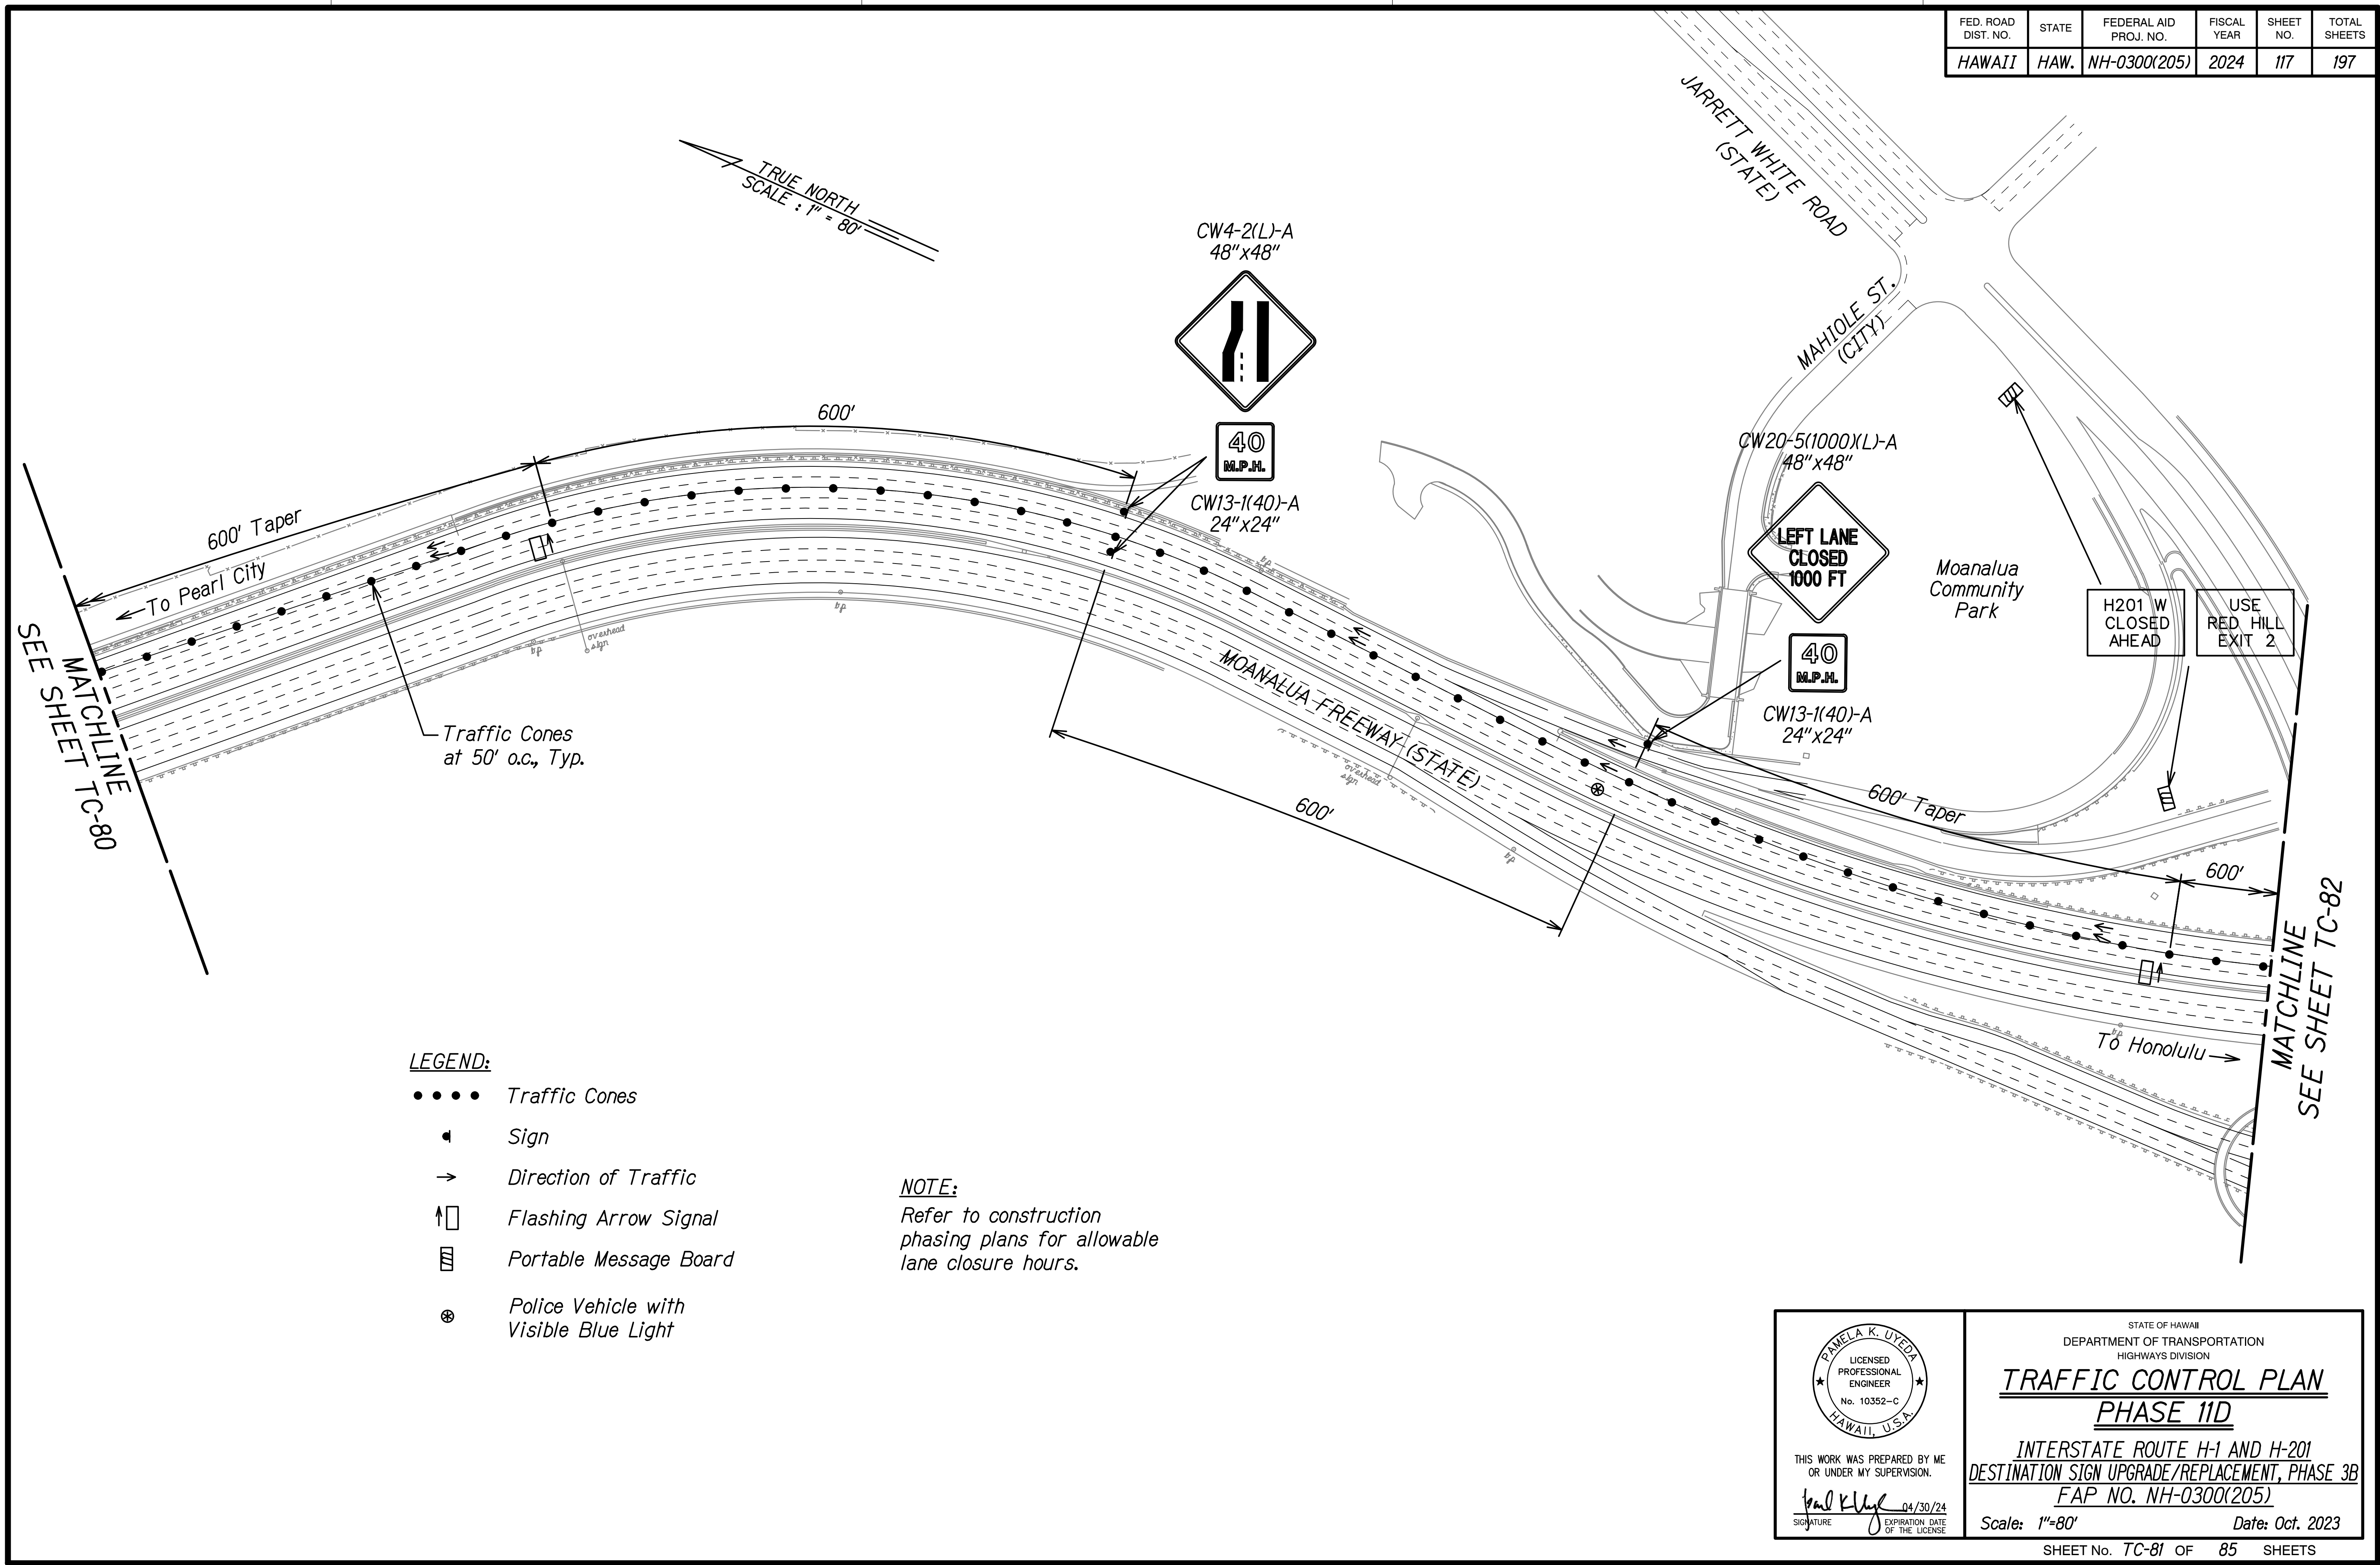 FED. ROAD DIST. NO.
STATE
FEDERAL AID PROJ. NO.
FISCAL YEAR
SHEET NO.
TOTAL SHEETS
HAWAII
HAW.
NH-0300(205)
2024
117
197
JARRETT WHITE ROAD
(STATE)
TRUE NORTH
SCALE : 1" = 80'
CW4-2(L)-A
48"x48"
MAHIOLE ST.
(CITY)
600'
40
M.P.H.
CW13-1(40)-A
24"x24"
CW20-5(1000)(L)-A
48"x48"
LEFT LANE
CLOSED
1000 FT
40
M.P.H.
CW13-1(40)-A
24"x24"
Moanalua
Community
Park
H201 W
CLOSED
AHEAD
USE
RED HILL
EXIT 2
600' Taper
To Pearl City
MATCHLINE
SEE SHEET TC-80
overhead
sign
Traffic Cones
at 50' o.c., Typ.
MOANALUA FREEWAY (STATE)
overhead
sign
600'
600' Taper
600'
To Honolulu
MATCHLINE
SEE SHEET TC-82
LEGEND:
Traffic Cones
Sign
Direction of Traffic
Flashing Arrow Signal
Portable Message Board
Police Vehicle with
Visible Blue Light
NOTE:
Refer to construction
phasing plans for allowable
lane closure hours.
PAMELA K. UYEDA
LICENSED
PROFESSIONAL
ENGINEER
No. 10352-C
HAWAII, U.S.A.
THIS WORK WAS PREPARED BY ME
OR UNDER MY SUPERVISION.
04/30/24
SIGNATURE
EXPIRATION DATE
OF THE LICENSE
STATE OF HAWAII
DEPARTMENT OF TRANSPORTATION
HIGHWAYS DIVISION
TRAFFIC CONTROL PLAN
PHASE 11D
INTERSTATE ROUTE H-1 AND H-201
DESTINATION SIGN UPGRADE/REPLACEMENT, PHASE 3B
FAP NO. NH-0300(205)
Scale: 1"=80'
Date: Oct. 2023
SHEET No. TC-81 OF 85 SHEETS